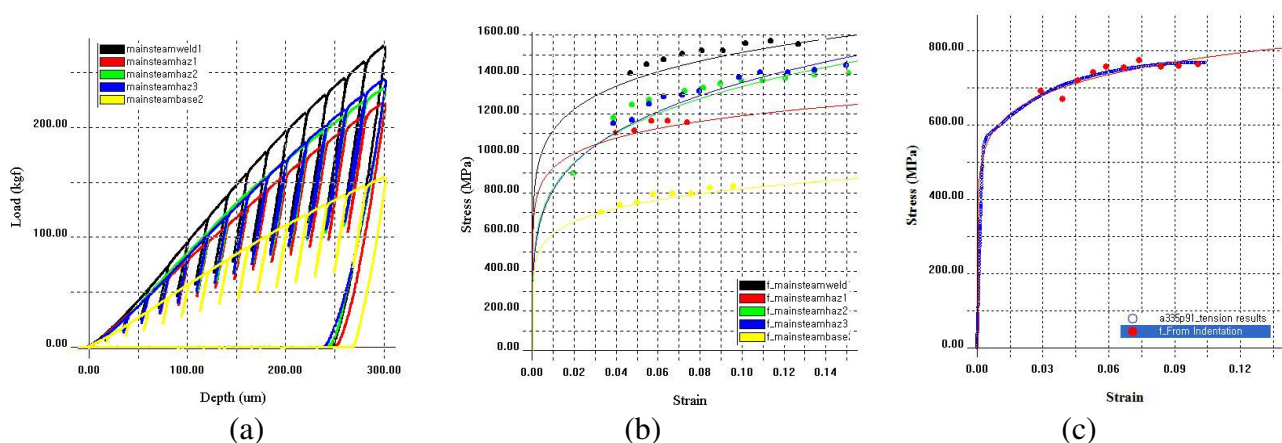 mainsteamweld1
mainsteamhaz1
mainsteamhaz2
mainsteamhaz3
mainsteambase2
Load (kgf)
200.00
100.00
0.00
0.00 100.00 200.00 300.00
Depth (um)
(a)
Stress (MPa)
1600.00
1400.00
1200.00
1000.00
800.00
600.00
400.00
200.00
0.00
f_mainsteamweld
f_mainsteamhaz1
f_mainsteamhaz2
f_mainsteamhaz3
f_mainsteambase
0.00 0.02 0.04 0.06 0.08 0.10 0.12 0.14
Strain
(b)
Stress (MPa)
800.00
600.00
400.00
200.00
0.00
a335p91_tension results
f_From Indentation
0.00 0.03 0.06 0.09 0.12
Strain
(c)